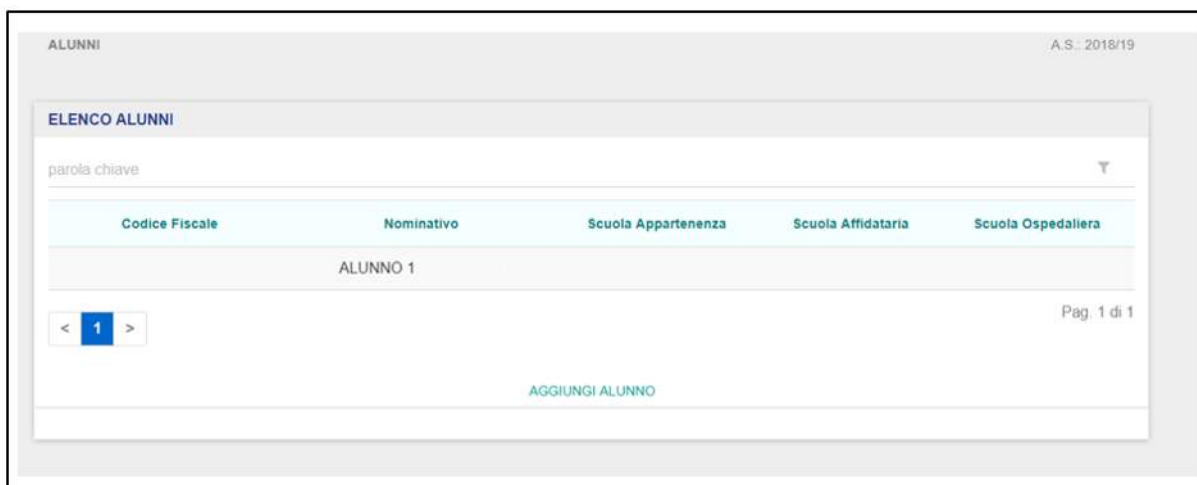 ALUNNI A.S.: 2018/19
ELENCO ALUNNI
parola chiave
Codice Fiscale Nominativo Scuola Appartenenza Scuola Affidataria Scuola Ospedaliera
ALUNNO 1
< 1 > Pag. 1 di 1
AGGIUNGI ALUNNO